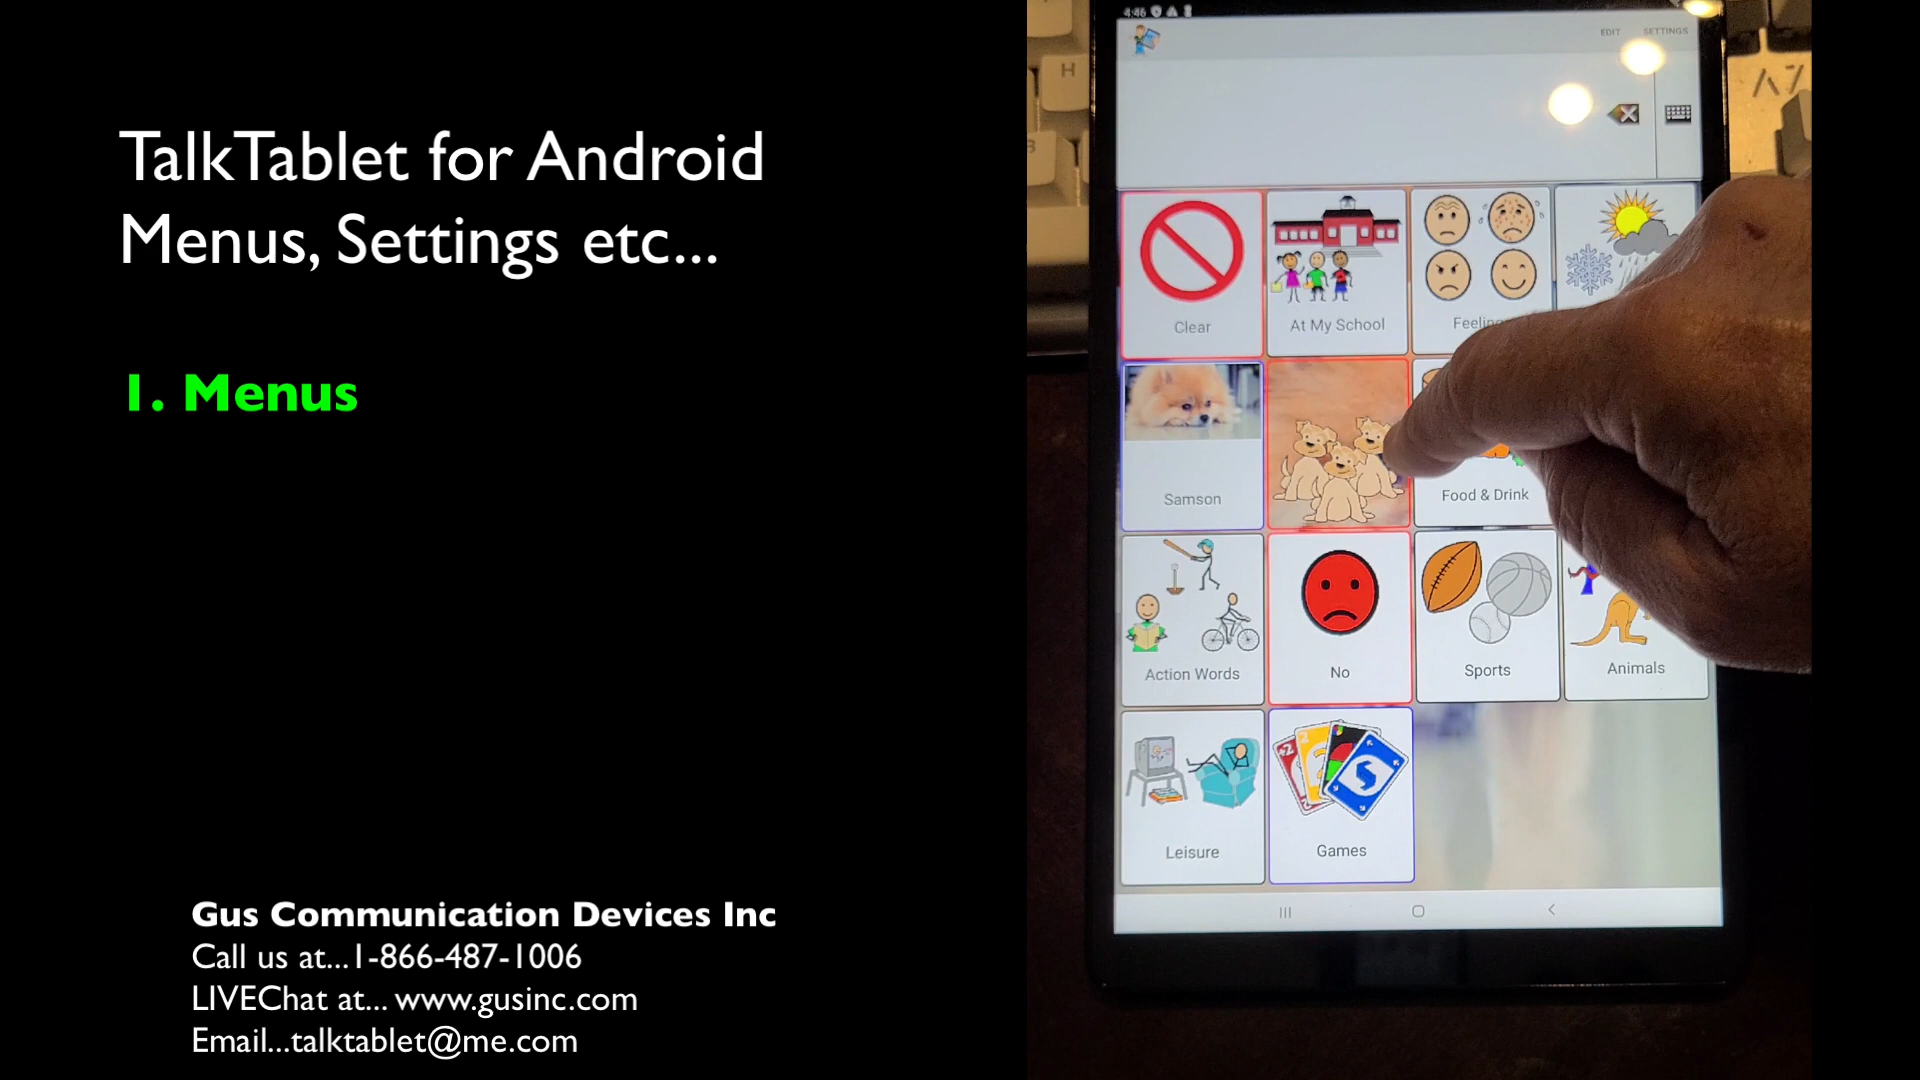 TalkTablet for Android
Menus, Settings etc...
1. Menus
Gus Communication Devices Inc
Call us at...1-866-487-1006
LIVEChat at... www.gusinc.com
Email...talktablet@me.com
4:46
EDIT SETTINGS
H
Clear
At My School
Samson
Food & Drink
Action Words
No
Sports
Animals
Leisure
Games